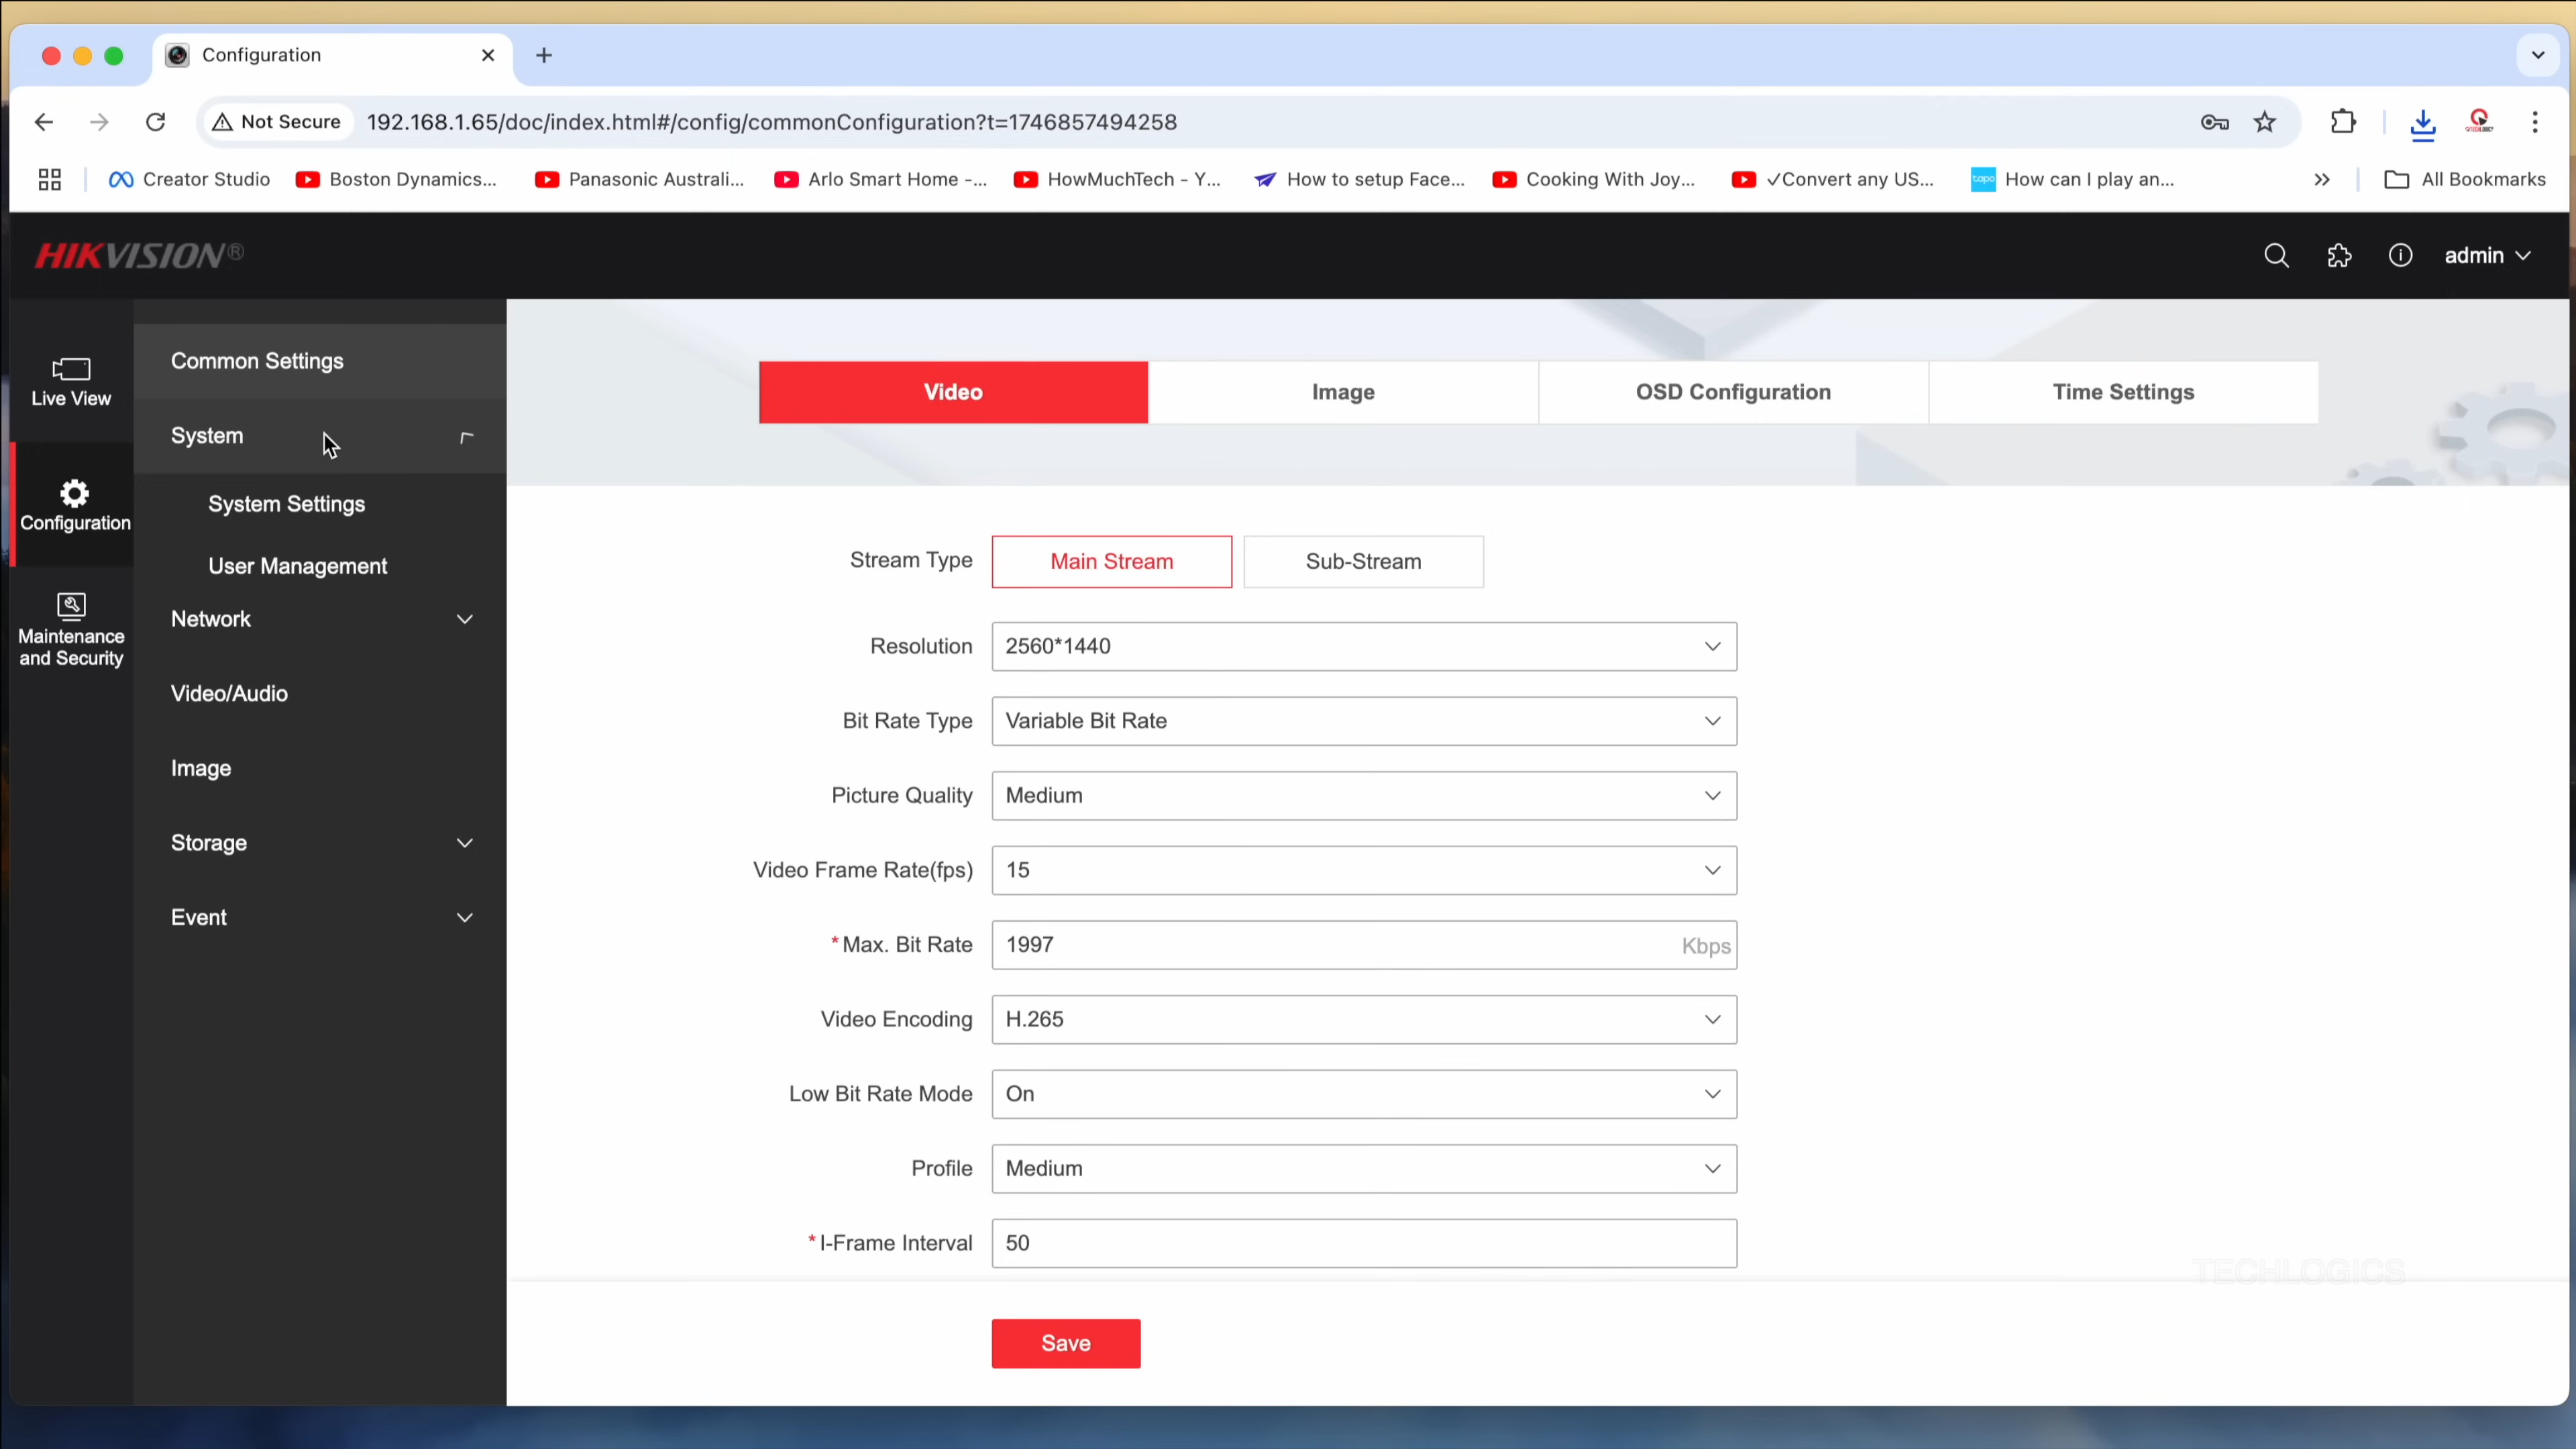 Configuration
Not Secure
192.168.1.65/doc/index.html#/config/commonConfiguration?t=1746857494258
Creator Studio
Boston Dynamics...
Panasonic Australi...
Arlo Smart Home -...
HowMuchTech - Y...
How to setup Face...
Cooking With Joy...
✓Convert any US...
tapo
How can I play an...
All Bookmarks
HIKVISION®
admin
Live View
Configuration
Maintenance
and Security
Common Settings
System
System Settings
User Management
Network
Video/Audio
Image
Storage
Event
Video
Image
OSD Configuration
Time Settings
Stream Type
Main Stream
Sub-Stream
Resolution
2560*1440
Bit Rate Type
Variable Bit Rate
Picture Quality
Medium
Video Frame Rate(fps)
15
*Max. Bit Rate
1997
Kbps
Video Encoding
H.265
Low Bit Rate Mode
On
Profile
Medium
*I-Frame Interval
50
TECHLOGICS
Save